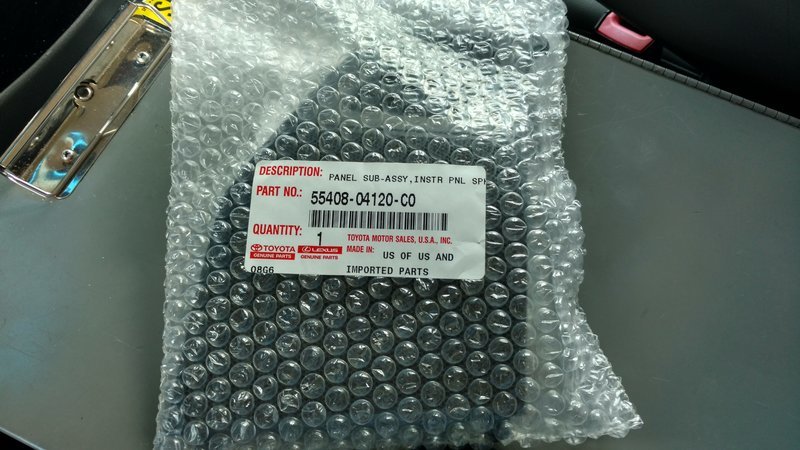 DESCRIPTION: PANEL SUB-ASSY, INSTR PNL SPK
PART NO.: 55408-04120-C0
QUANTITY: 1
TOYOTA MOTOR SALES, U.S.A., INC.
TOYOTA GENUINE PARTS
LEXUS GENUINE PARTS
MADE IN: US OF US AND
08G6 IMPORTED PARTS